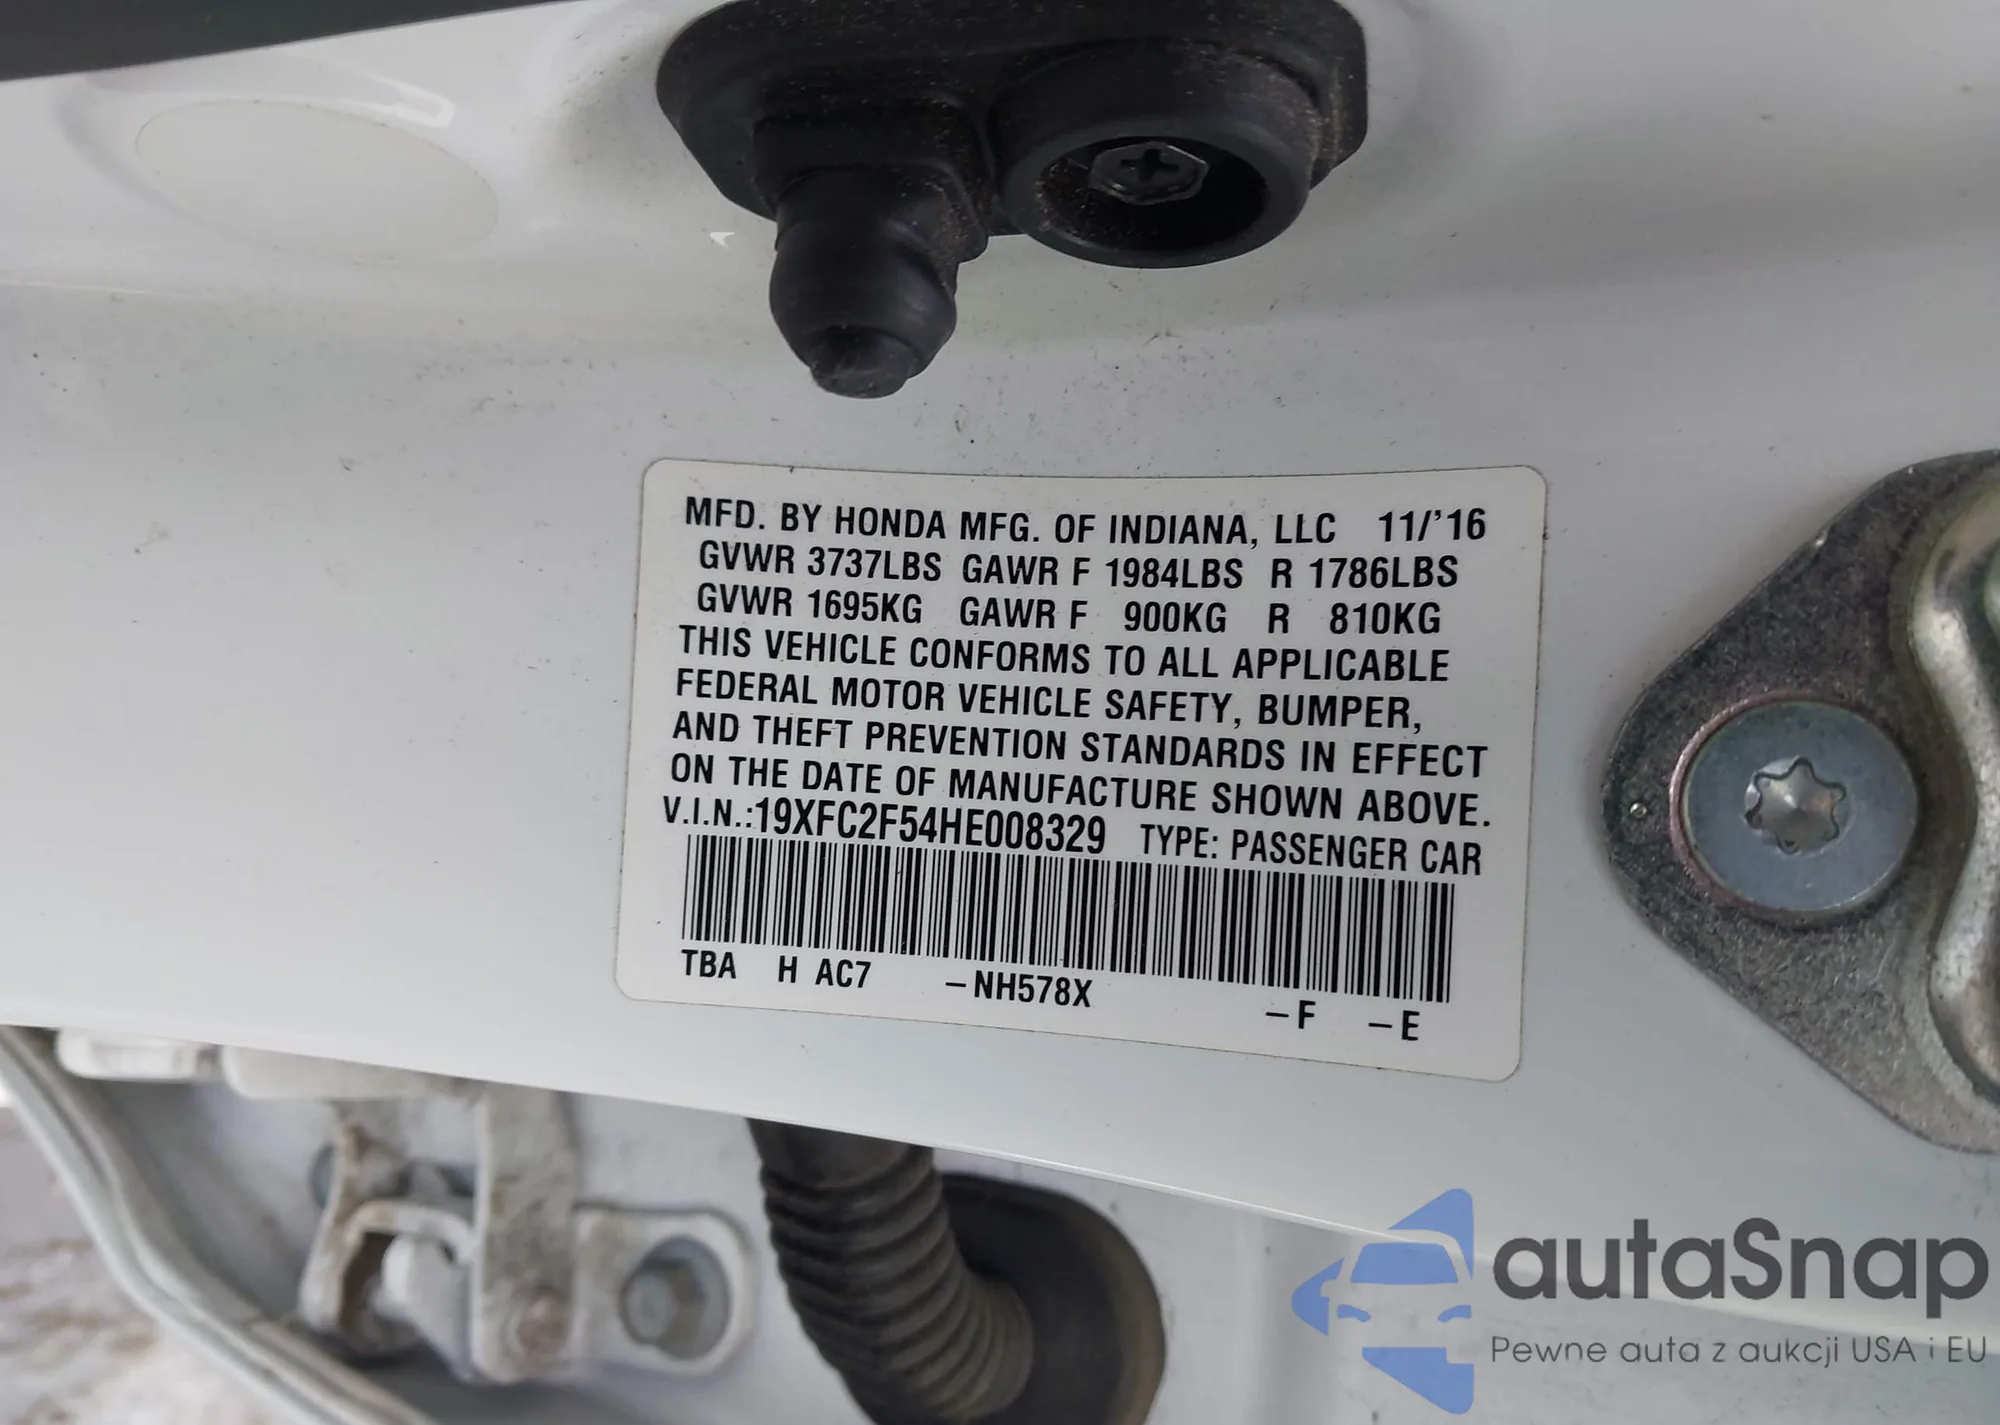 MFD. BY HONDA MFG. OF INDIANA, LLC 11/'16
GVWR 3737LBS GAWR F 1984LBS R 1786LBS
GVWR 1695KG GAWR F 900KG R 810KG
THIS VEHICLE CONFORMS TO ALL APPLICABLE
FEDERAL MOTOR VEHICLE SAFETY, BUMPER,
AND THEFT PREVENTION STANDARDS IN EFFECT
ON THE DATE OF MANUFACTURE SHOWN ABOVE.
V.I.N.:19XFC2F54HE008329 TYPE: PASSENGER CAR
TBA H AC7 –NH578X –F –E
autaSnap
Pewne auta z aukcji USA i EU